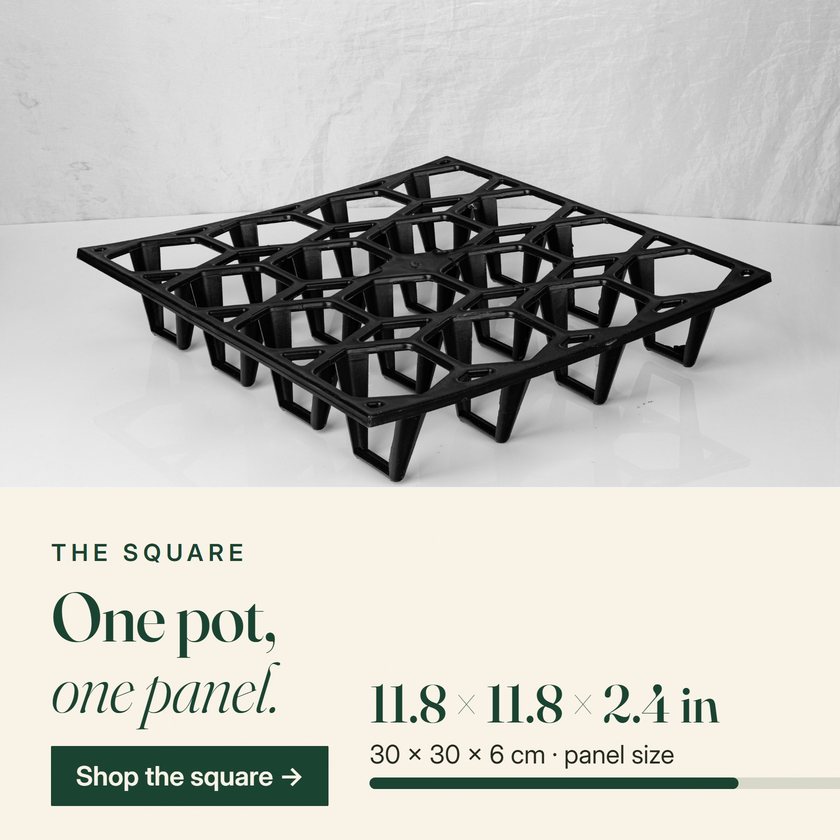 THE SQUARE
One pot,
one panel.
Shop the square →
11.8 × 11.8 × 2.4 in
30 × 30 × 6 cm · panel size